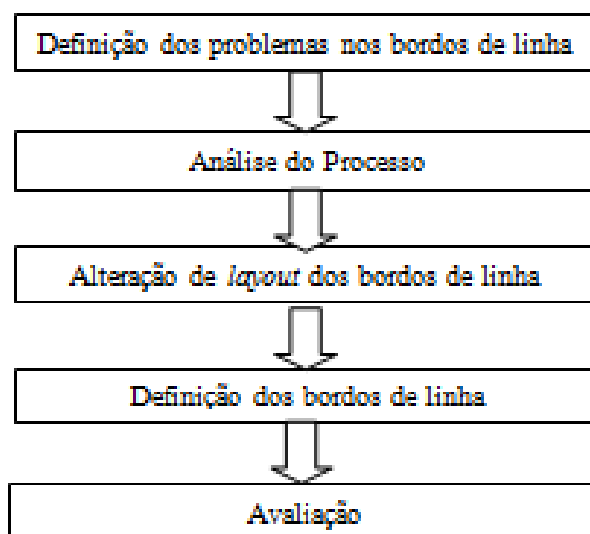 Definição dos problemas nos bordos de linha
Análise do Processo
Alteração de layout dos bordos de linha
Definição dos bordos de linha
Avaliação